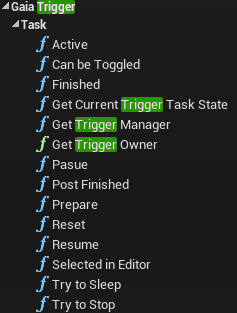 Gaia Trigger
Task
Active
Can be Toggled
Finished
Get Current Trigger Task State
Get Trigger Manager
Get Trigger Owner
Pasue
Post Finished
Prepare
Reset
Resume
Selected in Editor
Try to Sleep
Try to Stop